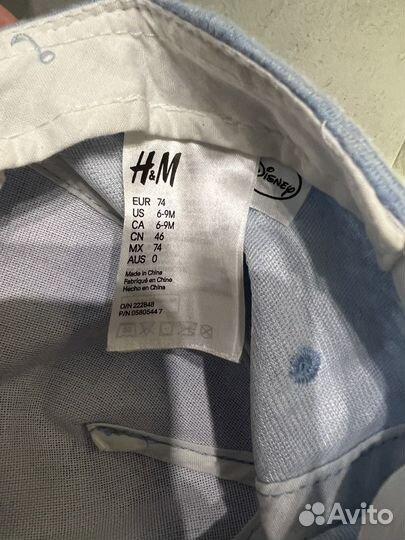 H&M
Disney
EUR 74
US 6-9M
CA 6-9M
CN 46
MX 74
AUS 0
Made in China
Fabriqué en Chine
Hecho en China
O/N 222848
P/N 0580544 7
Avito